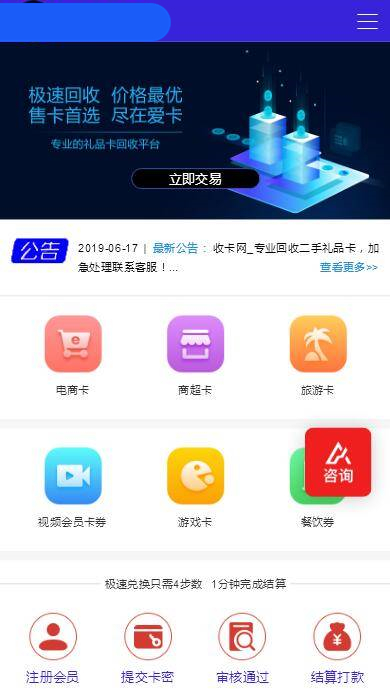 极速回收 价格最优
售卡首选 尽在爱卡
专业的礼品卡回收平台
立即交易
公告
2019-06-17 | 最新公告： 收卡网_专业回收二手礼品卡，加
急处理联系客服！...
查看更多>>
电商卡 商超卡 旅游卡
咨询
视频会员卡券 游戏卡 餐饮券
极速兑换只需4步数 1分钟完成结算
注册会员 提交卡密 审核通过 结算打款